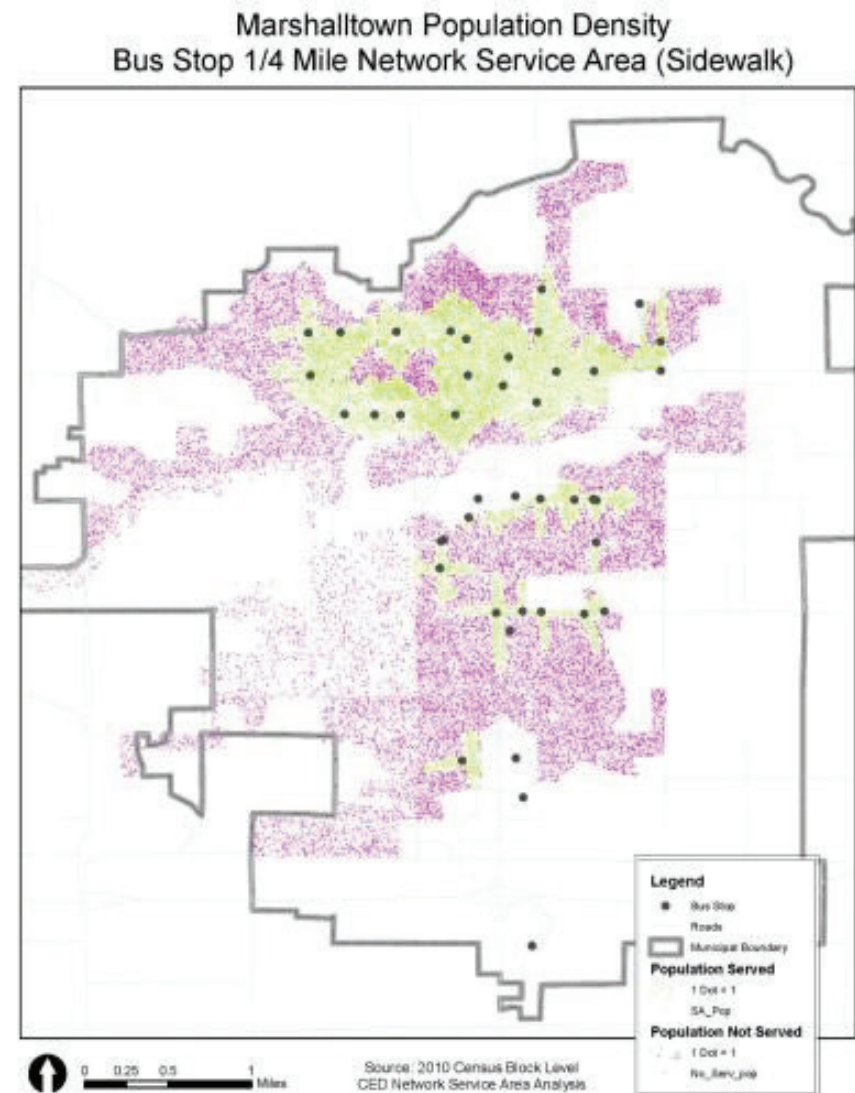 Marshalltown Population Density
Bus Stop 1/4 Mile Network Service Area (Sidewalk)
Legend
Bus Stop
Roads
Municipal Boundary
Population Served
1 Dot = 1
SA_Pop
Population Not Served
1 Dot = 1
No_Serv_pop
0 0.25 0.5 1
Miles
Source: 2010 Census Block Level
CED Network Service Area Analysis